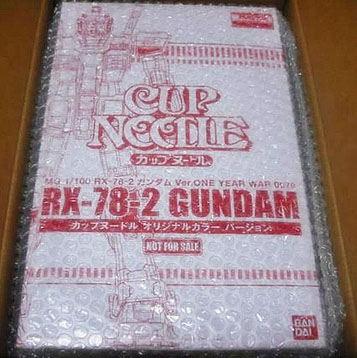 CUP
NOODLE
カップヌードル
MG 1/100 RX-78-2 ガンダム Ver.ONE YEAR WAR 0079
RX-78-2 GUNDAM
カップヌードル オリジナルカラー バージョン
NOT FOR SALE
BAN
DAI